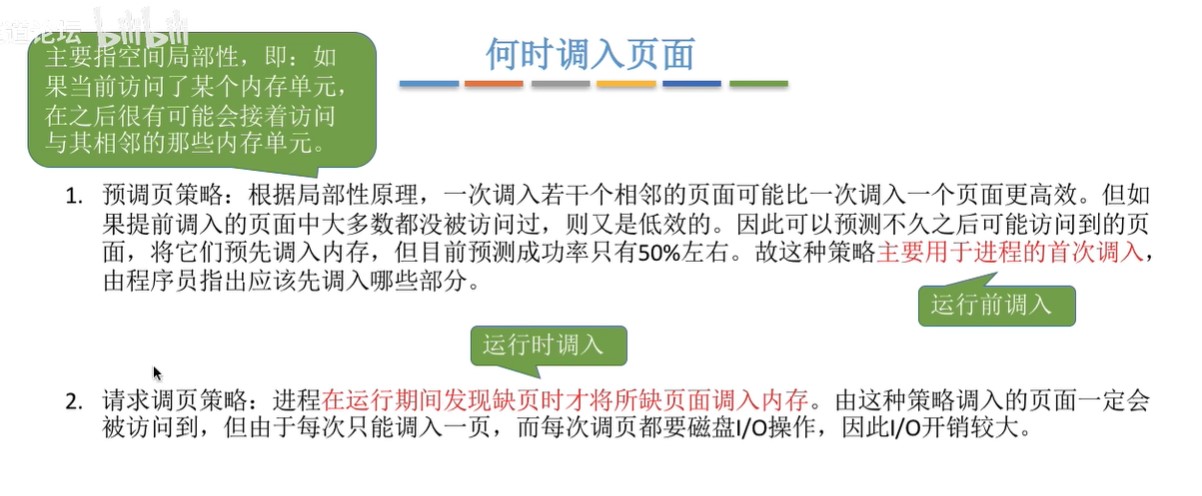 道论坛 bilibili
何时调入页面
主要指空间局部性，即：如
果当前访问了某个内存单元，
在之后很有可能会接着访问
与其相邻的那些内存单元。
1. 预调页策略：根据局部性原理，一次调入若干个相邻的页面可能比一次调入一个页面更高效。但如
果提前调入的页面中大多数都没被访问过，则又是低效的。因此可以预测不久之后可能访问到的页
面，将它们预先调入内存，但目前预测成功率只有50%左右。故这种策略主要用于进程的首次调入，
由程序员指出应该先调入哪些部分。
运行前调入
运行时调入
2. 请求调页策略：进程在运行期间发现缺页时才将所缺页面调入内存。由这种策略调入的页面一定会
被访问到，但由于每次只能调入一页，而每次调页都要磁盘I/O操作，因此I/O开销较大。